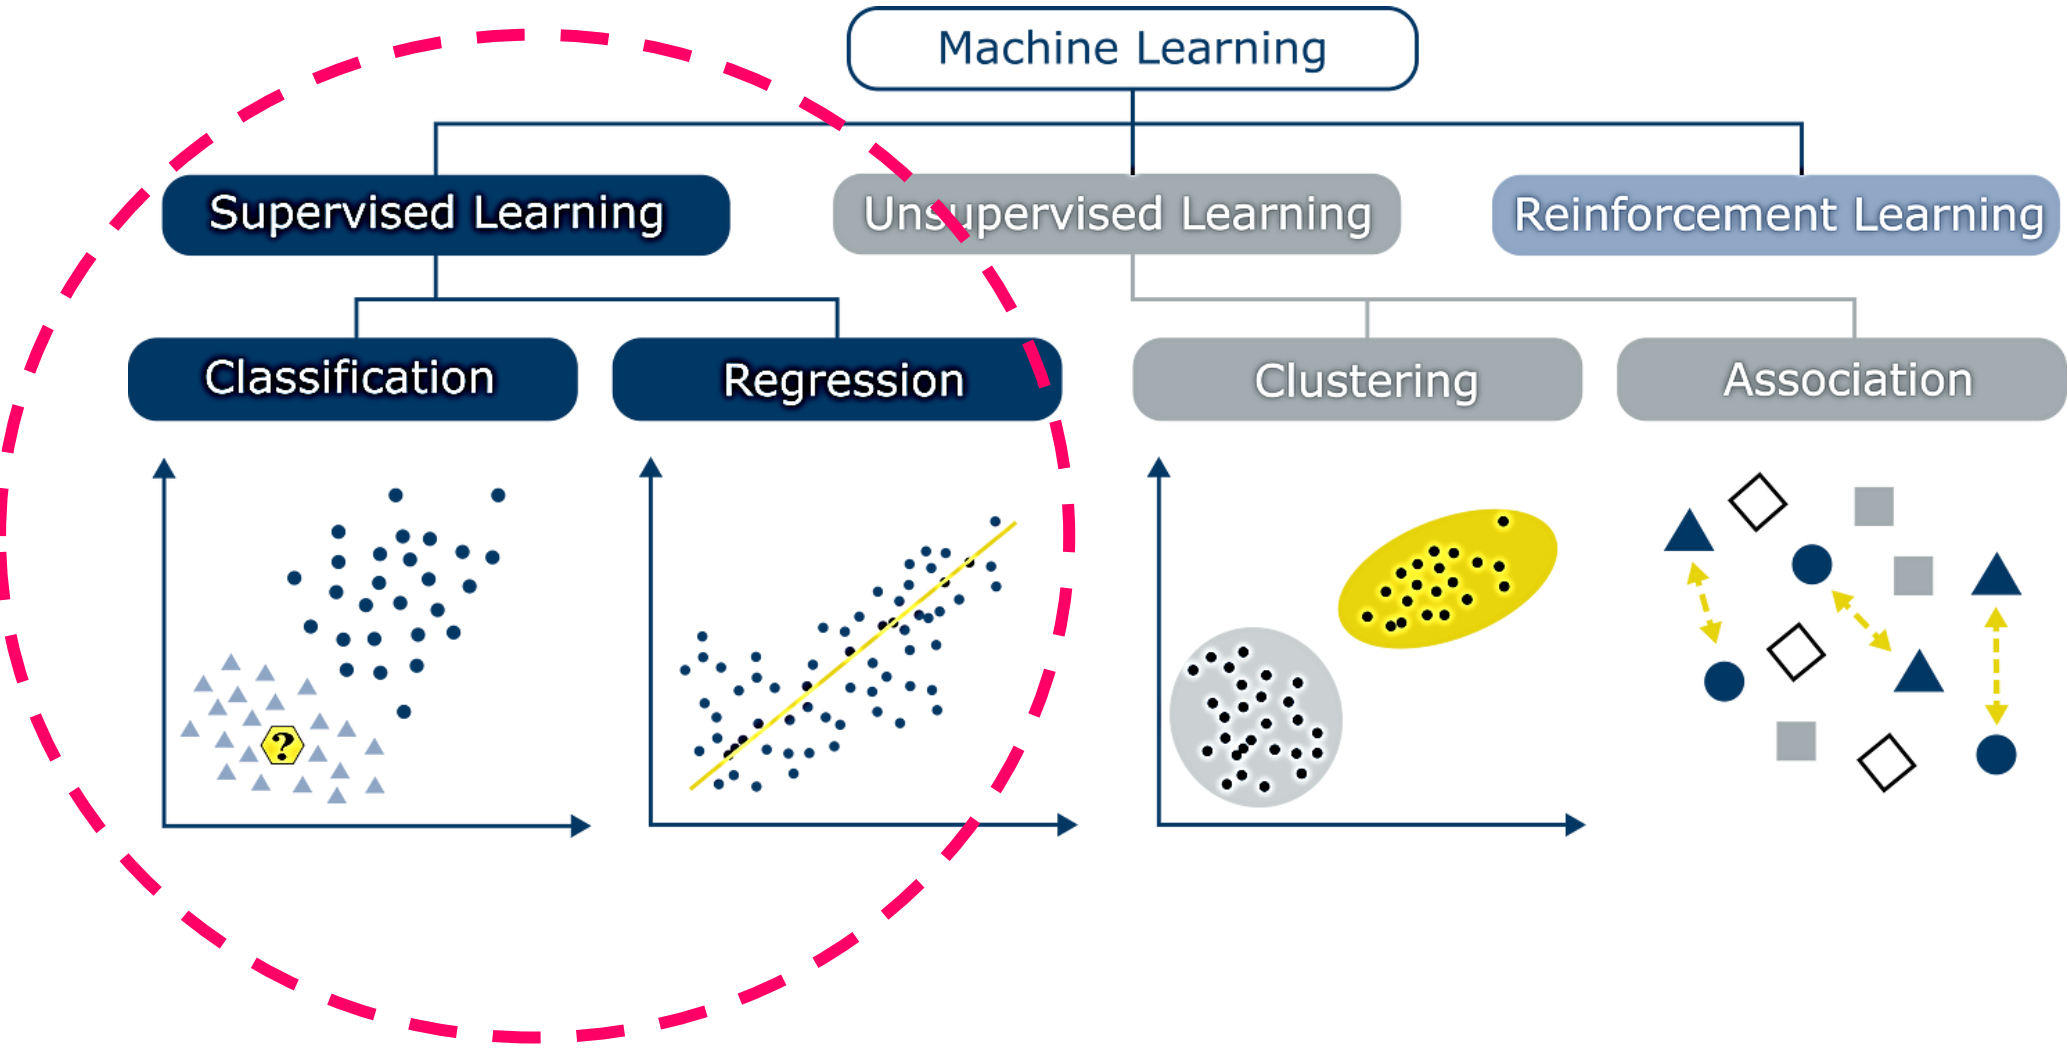 Machine Learning
Supervised Learning
Unsupervised Learning
Reinforcement Learning
Classification
Regression
Clustering
Association
?